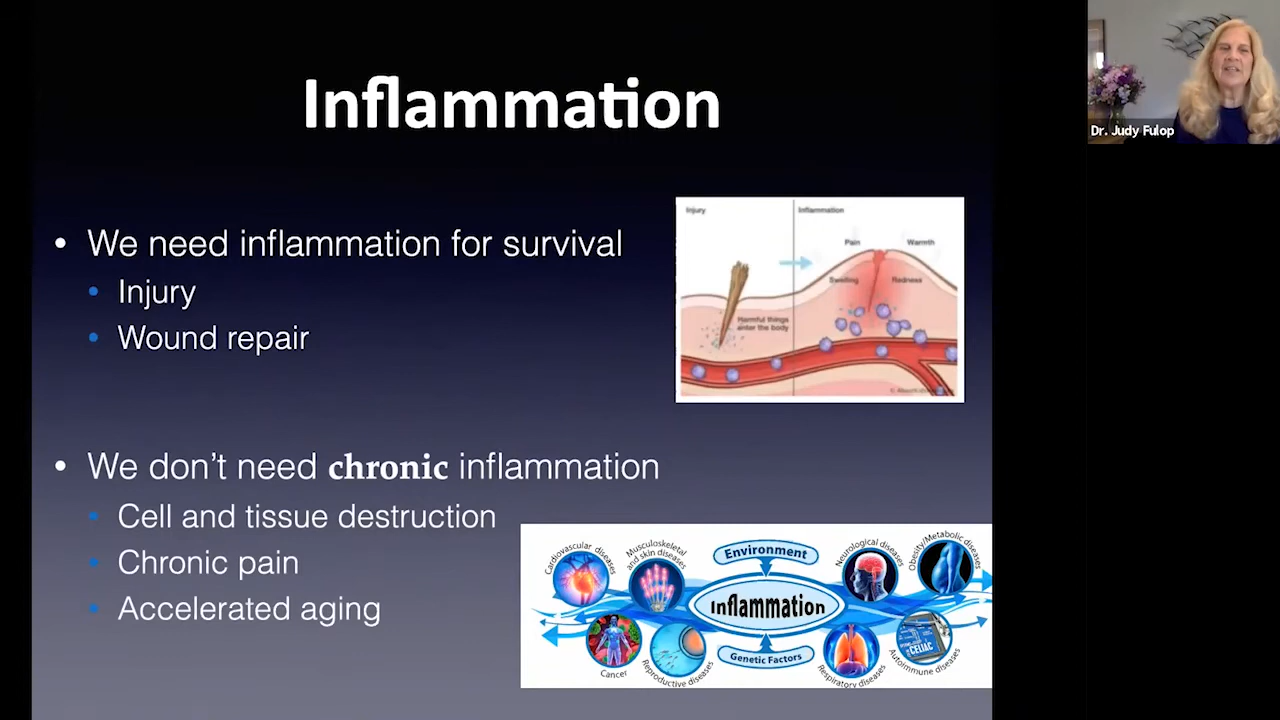 Inflammation
We need inflammation for survival
Injury
Wound repair
Injury
Inflammation
Pain
Warmth
Swelling
Redness
Harmful things
enter the body
We don't need chronic inflammation
Cell and tissue destruction
Chronic pain
Accelerated aging
Cardiovascular diseases
Musculoskeletal
and skin diseases
Environment
Neurological diseases
Obesity/Metabolic diseases
Inflammation
Cancer
Reproductive diseases
Genetic Factors
Respiratory diseases
CELIAC
Autoimmune diseases
Dr. Judy Fulop